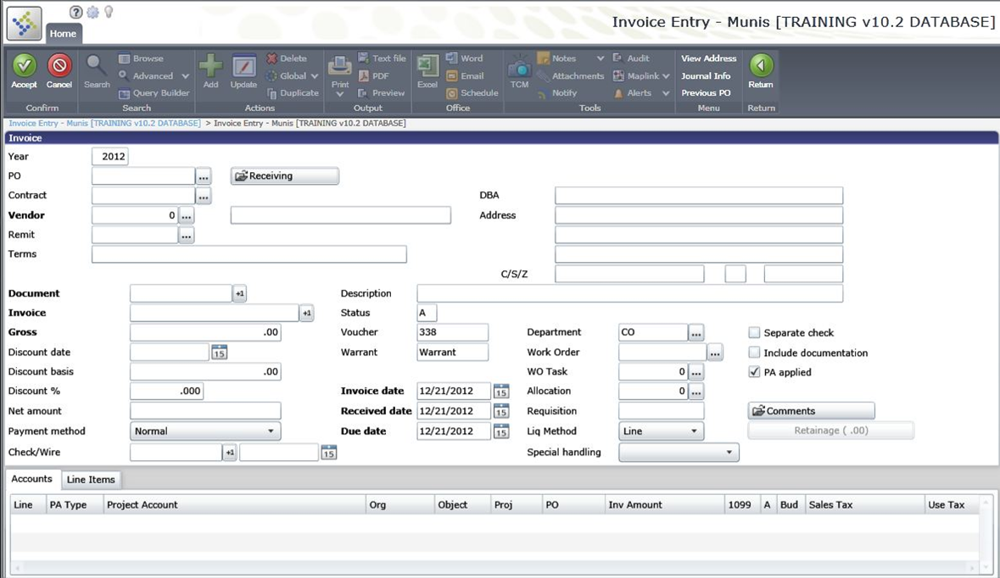 Invoice Entry - Munis [TRAINING v10.2 DATABASE]
?
Home
Accept Cancel Search Browse Advanced Query Builder Add Update Delete Global Duplicate Print Text file PDF Preview Excel Word Email Schedule TCM Notes Attachments Notify Audit Maplink Alerts View Address Journal Info Previous PO Return
Confirm Search Actions Output Office Tools Menu Return
Invoice Entry - Munis [TRAINING v10.2 DATABASE] > Invoice Entry - Munis [TRAINING v10.2 DATABASE]
Invoice
Year 2012
PO ... Receiving
Contract ... DBA
Vendor 0 ... Address
Remit ...
Terms
C/S/Z
Document +1 Description
Invoice +1 Status A
Gross .00 Voucher 338 Department CO ... Separate check
Discount date 15 Warrant Warrant Work Order ... Include documentation
Discount basis .00 WO Task 0 ... PA applied
Discount % .000 Invoice date 12/21/2012 15 Allocation 0 ...
Net amount Received date 12/21/2012 15 Requisition Comments
Payment method Normal Due date 12/21/2012 15 Liq Method Line Retainage ( .00)
Check/Wire +1 15 Special handling
Accounts Line Items
Line PA Type Project Account Org Object Proj PO Inv Amount 1099 A Bud Sales Tax Use Tax